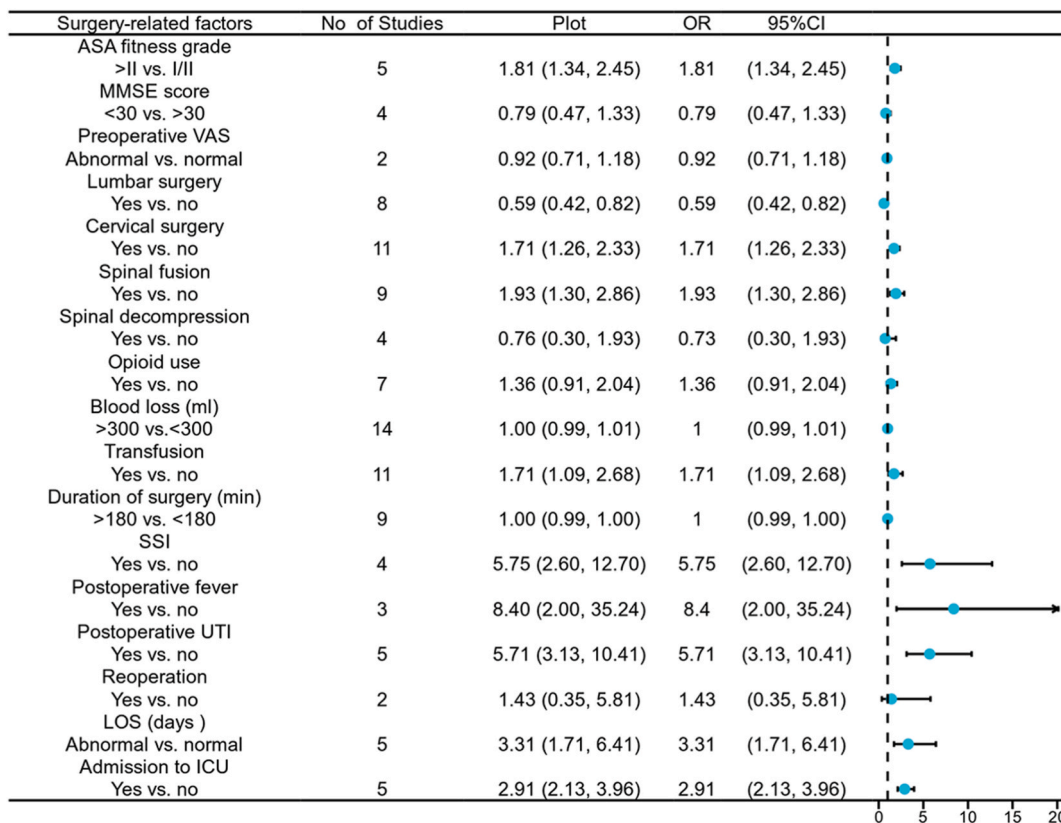 Surgery-related factors No of Studies Plot OR 95%CI
ASA fitness grade
>II vs. I/II 5 1.81 (1.34, 2.45) 1.81 (1.34, 2.45)
MMSE score
<30 vs. >30 4 0.79 (0.47, 1.33) 0.79 (0.47, 1.33)
Preoperative VAS
Abnormal vs. normal 2 0.92 (0.71, 1.18) 0.92 (0.71, 1.18)
Lumbar surgery
Yes vs. no 8 0.59 (0.42, 0.82) 0.59 (0.42, 0.82)
Cervical surgery
Yes vs. no 11 1.71 (1.26, 2.33) 1.71 (1.26, 2.33)
Spinal fusion
Yes vs. no 9 1.93 (1.30, 2.86) 1.93 (1.30, 2.86)
Spinal decompression
Yes vs. no 4 0.76 (0.30, 1.93) 0.73 (0.30, 1.93)
Opioid use
Yes vs. no 7 1.36 (0.91, 2.04) 1.36 (0.91, 2.04)
Blood loss (ml)
>300 vs.<300 14 1.00 (0.99, 1.01) 1 (0.99, 1.01)
Transfusion
Yes vs. no 11 1.71 (1.09, 2.68) 1.71 (1.09, 2.68)
Duration of surgery (min)
>180 vs. <180 9 1.00 (0.99, 1.00) 1 (0.99, 1.00)
SSI
Yes vs. no 4 5.75 (2.60, 12.70) 5.75 (2.60, 12.70)
Postoperative fever
Yes vs. no 3 8.40 (2.00, 35.24) 8.4 (2.00, 35.24)
Postoperative UTI
Yes vs. no 5 5.71 (3.13, 10.41) 5.71 (3.13, 10.41)
Reoperation
Yes vs. no 2 1.43 (0.35, 5.81) 1.43 (0.35, 5.81)
LOS (days )
Abnormal vs. normal 5 3.31 (1.71, 6.41) 3.31 (1.71, 6.41)
Admission to ICU
Yes vs. no 5 2.91 (2.13, 3.96) 2.91 (2.13, 3.96)
0 5 10 15 20